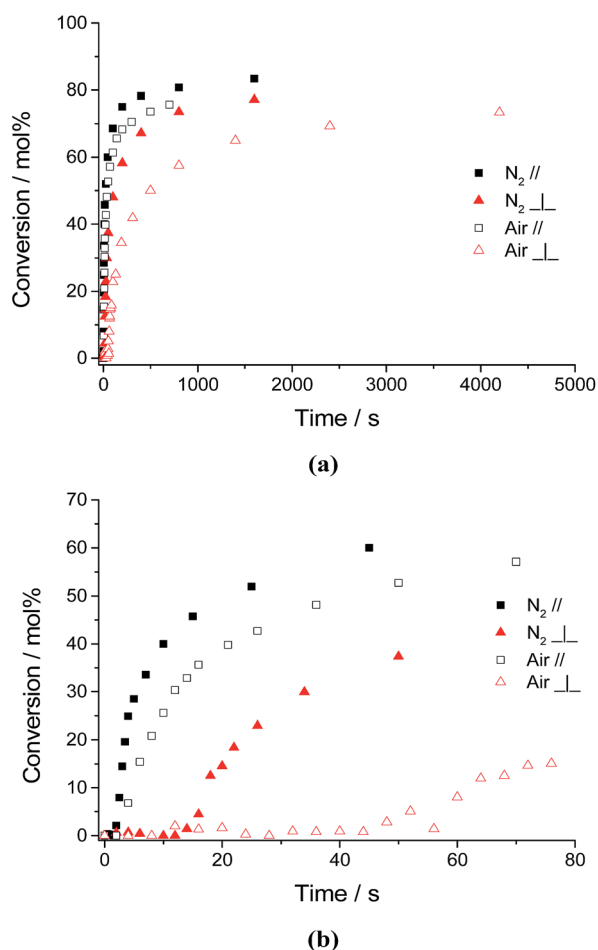 100
80
60
40
20
0
Conversion / mol%
N2 //
N2 _|_
Air //
Air _|_
0 1000 2000 3000 4000 5000
Time / s
(a)
70
60
50
40
30
20
10
0
Conversion / mol%
N2 //
N2 _|_
Air //
Air _|_
0 20 40 60 80
Time / s
(b)